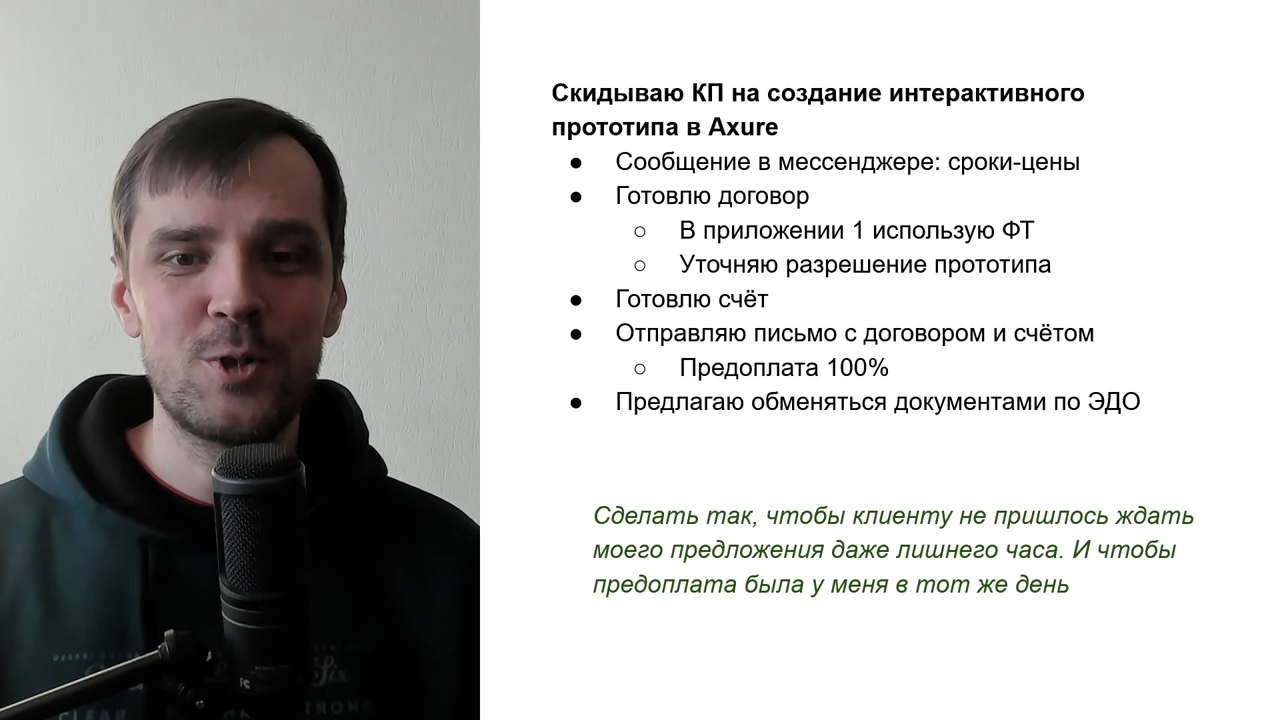 Скидываю КП на создание интерактивного
прототипа в Axure
● Сообщение в мессенджере: сроки-цены
● Готовлю договор
○ В приложении 1 использую ФТ
○ Уточняю разрешение прототипа
● Готовлю счёт
● Отправляю письмо с договором и счётом
○ Предоплата 100%
● Предлагаю обменяться документами по ЭДО
Сделать так, чтобы клиенту не пришлось ждать
моего предложения даже лишнего часа. И чтобы
предоплата была у меня в тот же день
CLEAR